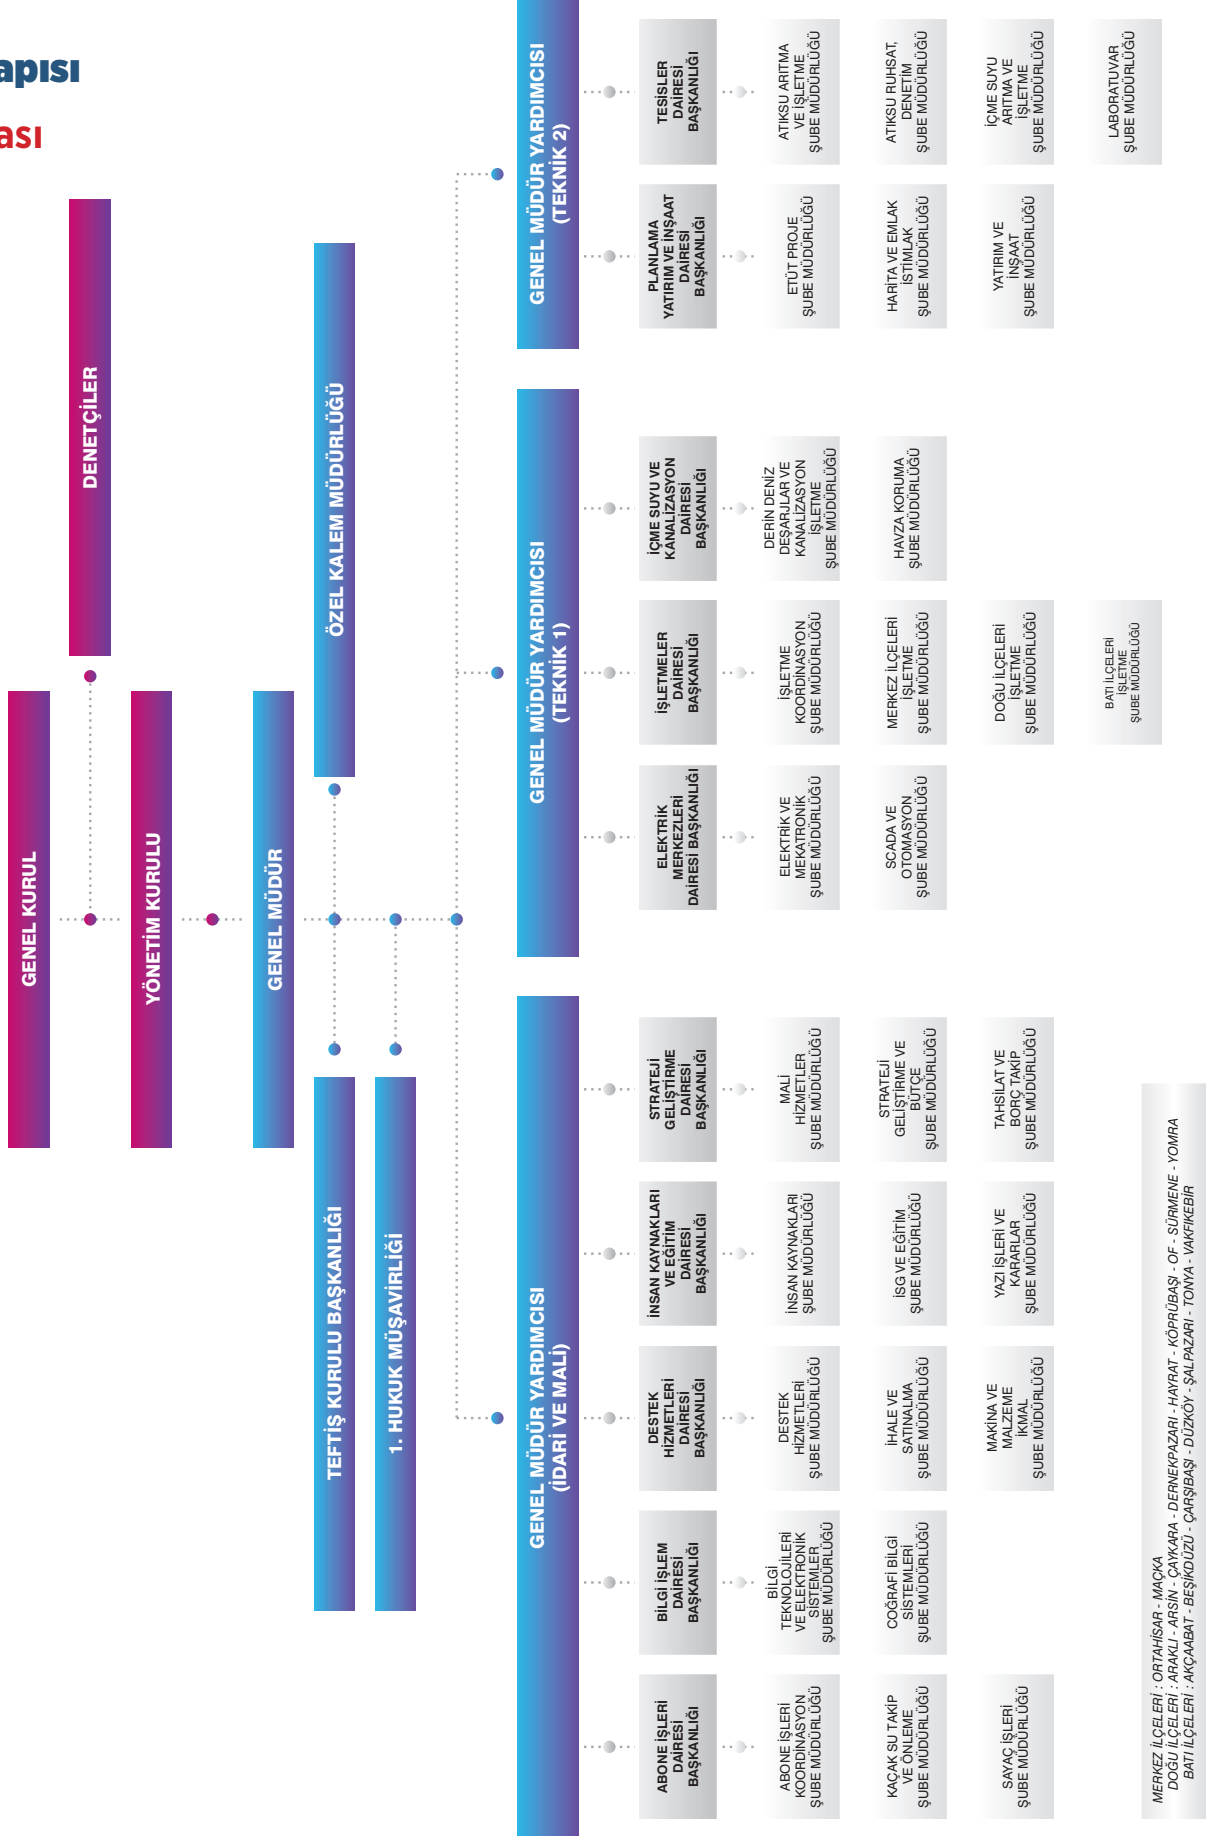 apısı
ası
GENEL KURUL
DENETÇİLER
YÖNETİM KURULU
GENEL MÜDÜR
TEFTİŞ KURULU BAŞKANLIĞI
ÖZEL KALEM MÜDÜRLÜĞÜ
1. HUKUK MÜŞAVİRLİĞİ
GENEL MÜDÜR YARDIMCISI
(İDARİ VE MALİ)
GENEL MÜDÜR YARDIMCISI
(TEKNİK 1)
GENEL MÜDÜR YARDIMCISI
(TEKNİK 2)
ABONE İŞLERİ
DAİRESİ
BAŞKANLIĞI
BİLGİ İŞLEM
DAİRESİ
BAŞKANLIĞI
DESTEK
HİZMETLERİ
DAİRESİ
BAŞKANLIĞI
İNSAN KAYNAKLARI
VE EĞİTİM
DAİRESİ
BAŞKANLIĞI
STRATEJİ
GELİŞTİRME
DAİRESİ
BAŞKANLIĞI
ELEKTRİK
MERKEZLERİ
DAİRESİ BAŞKANLIĞI
İŞLETMELER
DAİRESİ
BAŞKANLIĞI
İÇME SUYU VE
KANALİZASYON
DAİRESİ
BAŞKANLIĞI
PLANLAMA
YATIRIM VE İNŞAAT
DAİRESİ
BAŞKANLIĞI
TESİSLER
DAİRESİ
BAŞKANLIĞI
ABONE İŞLERİ
KOORDİNASYON
ŞUBE MÜDÜRLÜĞÜ
BİLGİ
TEKNOLOJİLERİ
VE ELEKTRONİK
SİSTEMLER
ŞUBE MÜDÜRLÜĞÜ
DESTEK
HİZMETLERİ
ŞUBE MÜDÜRLÜĞÜ
İNSAN KAYNAKLARI
ŞUBE MÜDÜRLÜĞÜ
MALİ
HİZMETLER
ŞUBE MÜDÜRLÜĞÜ
ELEKTRİK VE
MEKATRONİK
ŞUBE MÜDÜRLÜĞÜ
İŞLETME
KOORDİNASYON
ŞUBE MÜDÜRLÜĞÜ
DERİN DENİZ
DEŞARJLAR VE
KANALİZASYON
İŞLETME
ŞUBE MÜDÜRLÜĞÜ
ETÜT PROJE
ŞUBE MÜDÜRLÜĞÜ
ATIKSU ARITMA
VE İŞLETME
ŞUBE MÜDÜRLÜĞÜ
KAÇAK SU TAKİP
VE ÖNLEME
ŞUBE MÜDÜRLÜĞÜ
COĞRAFİ BİLGİ
SİSTEMLERİ
ŞUBE MÜDÜRLÜĞÜ
İHALE VE
SATINALMA
ŞUBE MÜDÜRLÜĞÜ
İSG VE EĞİTİM
ŞUBE MÜDÜRLÜĞÜ
STRATEJİ
GELİŞTİRME VE
BÜTÇE
ŞUBE MÜDÜRLÜĞÜ
SCADA VE
OTOMASYON
ŞUBE MÜDÜRLÜĞÜ
MERKEZ İLÇELERİ
İŞLETME
ŞUBE MÜDÜRLÜĞÜ
HAVZA KORUMA
ŞUBE MÜDÜRLÜĞÜ
HARİTA VE EMLAK
İSTİMLAK
ŞUBE MÜDÜRLÜĞÜ
ATIKSU RUHSAT,
DENETİM
ŞUBE MÜDÜRLÜĞÜ
SAYAÇ İŞLERİ
ŞUBE MÜDÜRLÜĞÜ
MAKİNA VE
MALZEME
İKMAL
ŞUBE MÜDÜRLÜĞÜ
YAZI İŞLERİ VE
KARARLAR
ŞUBE MÜDÜRLÜĞÜ
TAHSİLAT VE
BORÇ TAKİP
ŞUBE MÜDÜRLÜĞÜ
DOĞU İLÇELERİ
İŞLETME
ŞUBE MÜDÜRLÜĞÜ
YATIRIM VE
İNŞAAT
ŞUBE MÜDÜRLÜĞÜ
İÇME SUYU
ARITMA VE
İŞLETME
ŞUBE MÜDÜRLÜĞÜ
BATI İLÇELERİ
İŞLETME
ŞUBE MÜDÜRLÜĞÜ
LABORATUVAR
ŞUBE MÜDÜRLÜĞÜ
MERKEZ İLÇELERİ : ORTAHİSAR - MAÇKA
DOĞU İLÇELERİ : ARAKLI - ARSİN - ÇAYKARA - DERNEKPAZARI - HAYRAT - KÖPRÜBAŞI - OF - SÜRMENE - YOMRA
BATI İLÇELERİ : AKÇAABAT - BEŞİKDÜZÜ - ÇARŞIBAŞI - DÜZKÖY - ŞALPAZARI - TONYA - VAKFIKEBİR